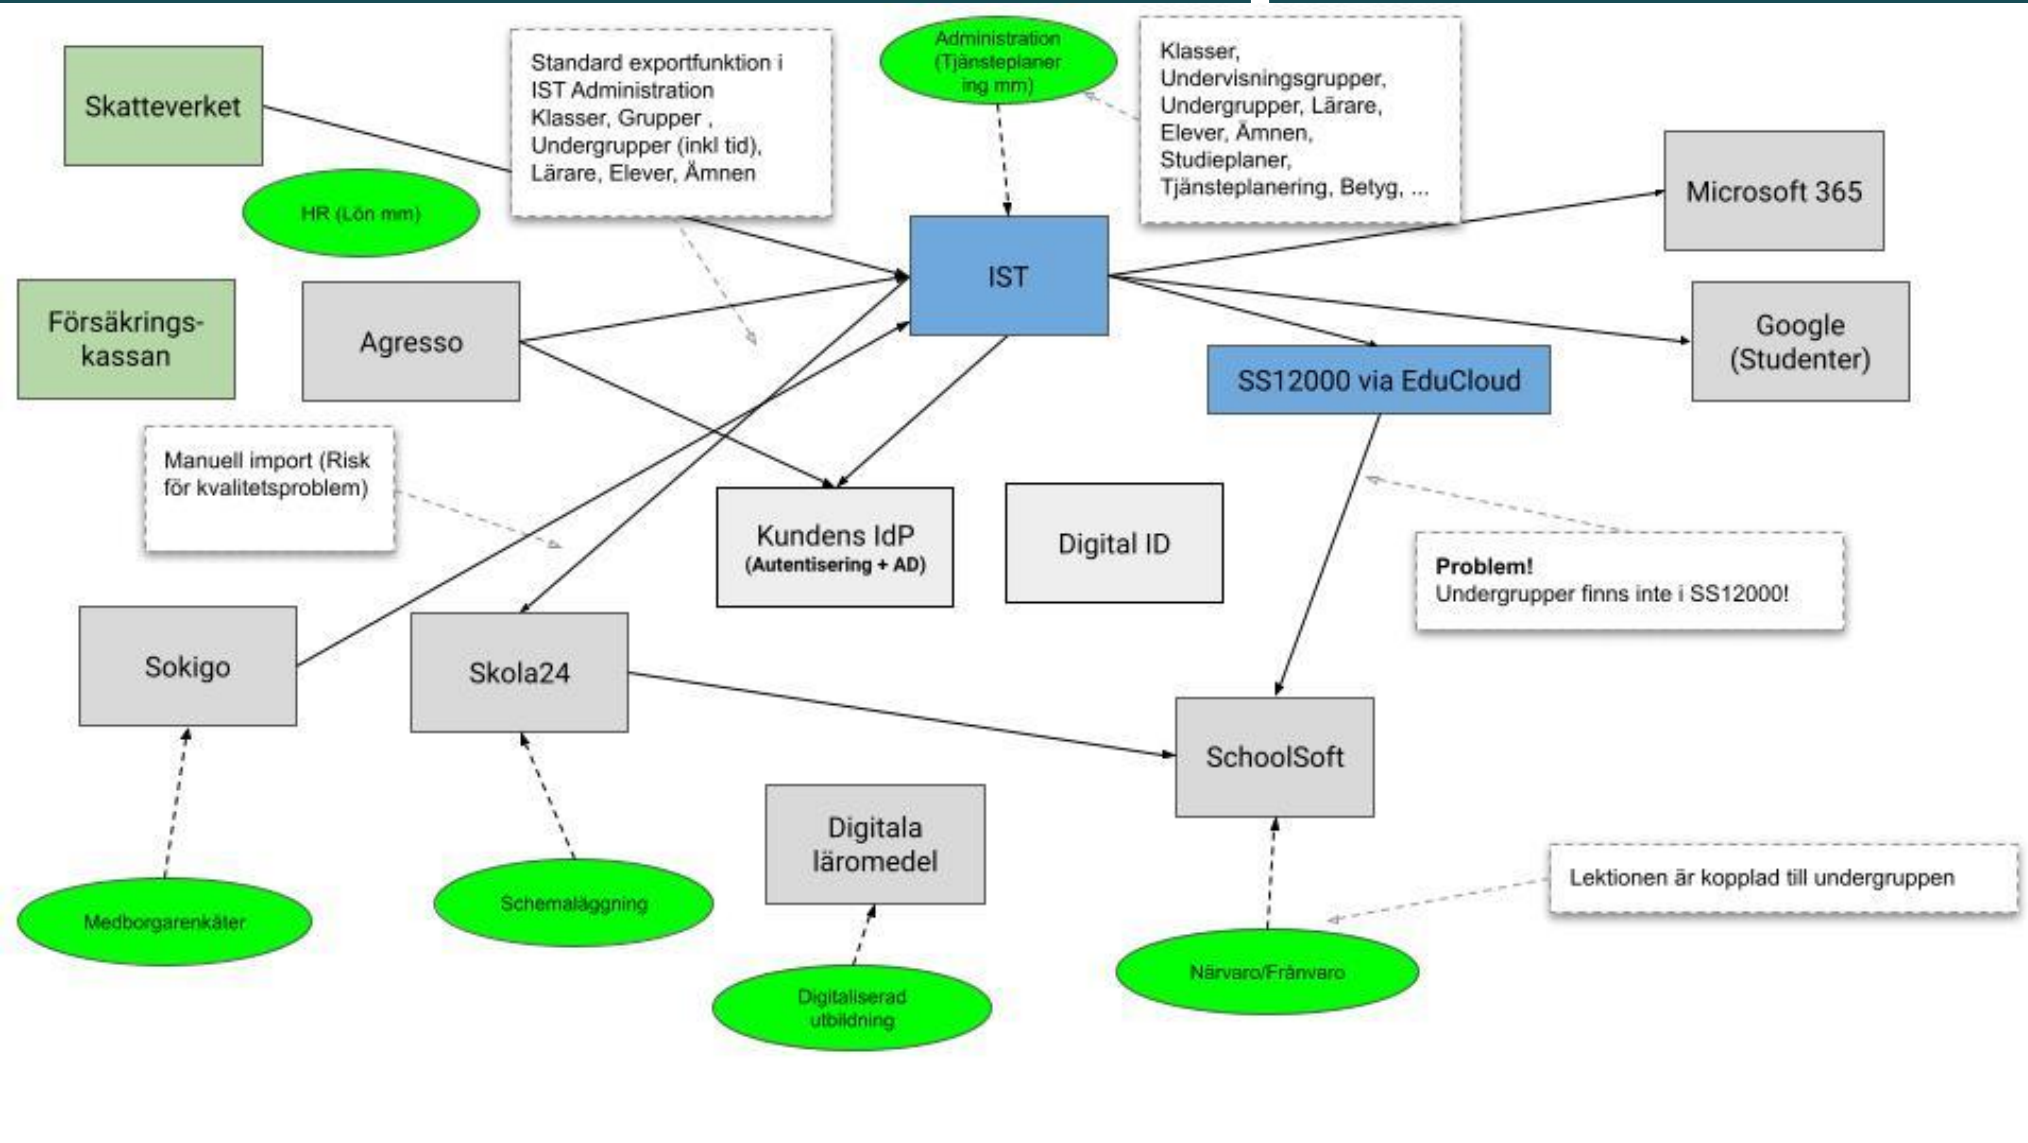 Administration
(Tjänsteplaner
ing mm)
Standard exportfunktion i
IST Administration
Klasser, Grupper ,
Undergrupper (inkl tid),
Lärare, Elever, Ämnen
Klasser,
Undervisningsgrupper,
Undergrupper, Lärare,
Elever, Ämnen,
Studieplaner,
Tjänsteplanering, Betyg, ...
Skatteverket
HR (Lön mm)
Microsoft 365
IST
Försäkrings-
kassan
Agresso
Google
(Studenter)
SS12000 via EduCloud
Manuell import (Risk
för kvalitetsproblem)
Kundens IdP
(Autentisering + AD)
Digital ID
Problem!
Undergrupper finns inte i SS12000!
Sokigo
Skola24
SchoolSoft
Digitala
läromedel
Lektionen är kopplad till undergruppen
Medborgarenkäter
Schemaläggning
Närvaro/Frånvaro
Digitaliserad
utbildning